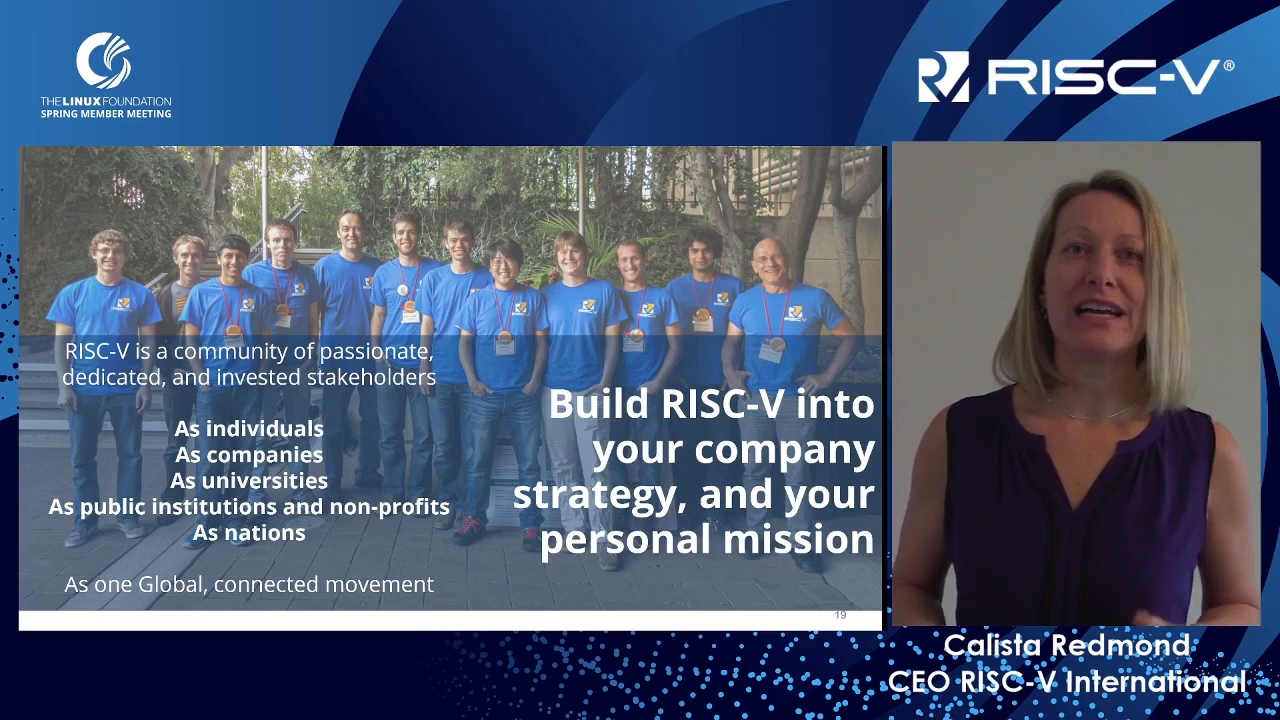 THE LINUX FOUNDATION
SPRING MEMBER MEETING
RISC-V®
RISC-V is a community of passionate,
dedicated, and invested stakeholders
As individuals
As companies
As universities
As public institutions and non-profits
As nations
As one Global, connected movement
Build RISC-V into
your company
strategy, and your
personal mission
19
Calista Redmond
CEO RISC-V International